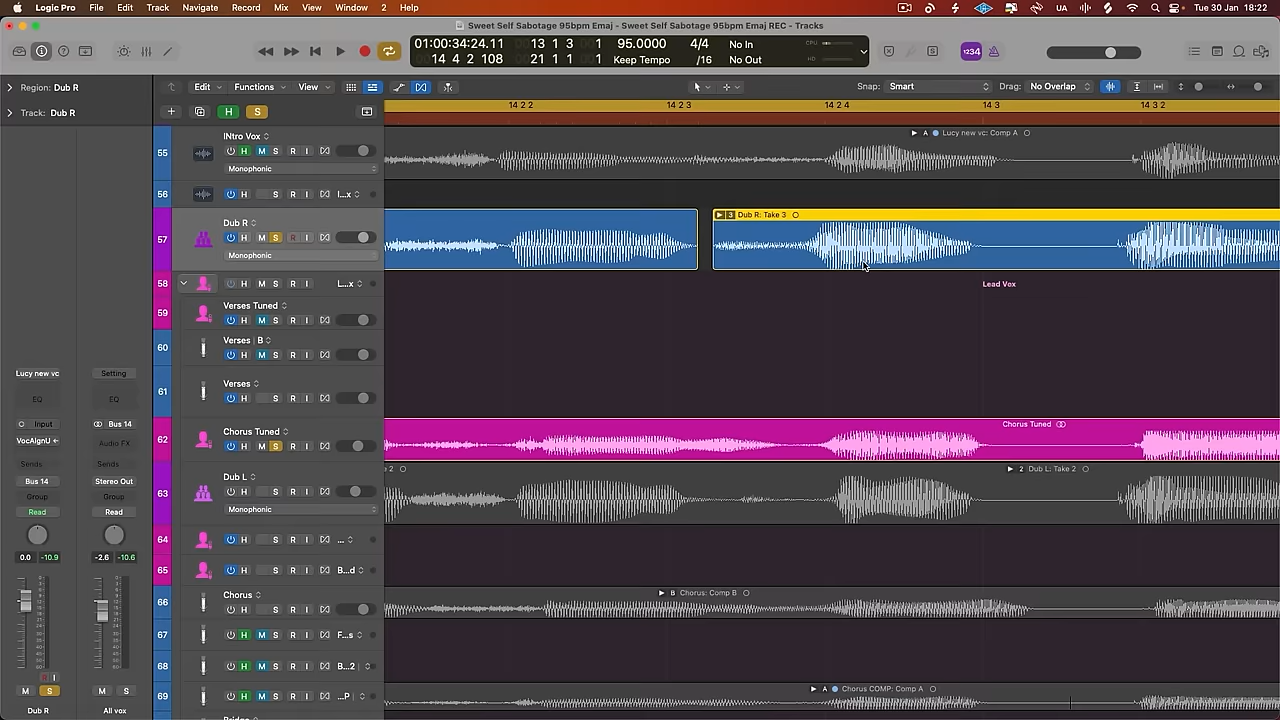 Logic Pro File Edit Track Navigate Record Mix View Window 2 Help UA Tue 30 Jan 18:22
Sweet Self Sabotage 95bpm Emaj - Sweet Self Sabotage 95bpm Emaj REC - Tracks
01:00:34:24.11 13 1 3 1 95.0000 4/4 No In CPU
14 4 2 108 21 1 1 1 Keep Tempo /16 No Out HD
1234
Region: Dub R Edit Functions View Snap: Smart Drag: No Overlap
Track: Dub R H S
14 2 2 14 2 3 14 2 4 14 3 14 3 2
55 INtro Vox H M S R I
Monophonic
A Lucy new vc: Comp A
56 H S R I I...x
57 Dub R H M S R I
Monophonic
3 Dub R: Take 3
58 H M S R I L...x
Lead Vox
59 Verses Tuned H M S R I
60 Verses B H M S R I
61 Verses H M S R I
62 Chorus Tuned H M S R I
Chorus Tuned
63 Dub L H M S R I
Monophonic
e 2
2 Dub L: Take 2
64 H S R I ...
65 H S R I B...d
66 Chorus H M S R I
B Chorus: Comp B
67 H M S R I F...s
68 H M S R I B...2
69 H M S R I ...P
A Chorus COMP: Comp A
Lucy new vc Setting
EQ EQ
Input Bus 14
VocAlgnU Audio FX
Sends Sends
Bus 14 Stereo Out
Group Group
Read Read
0.0 -10.9 -2.6 -10.6
R I
M S M S
Dub R All vox